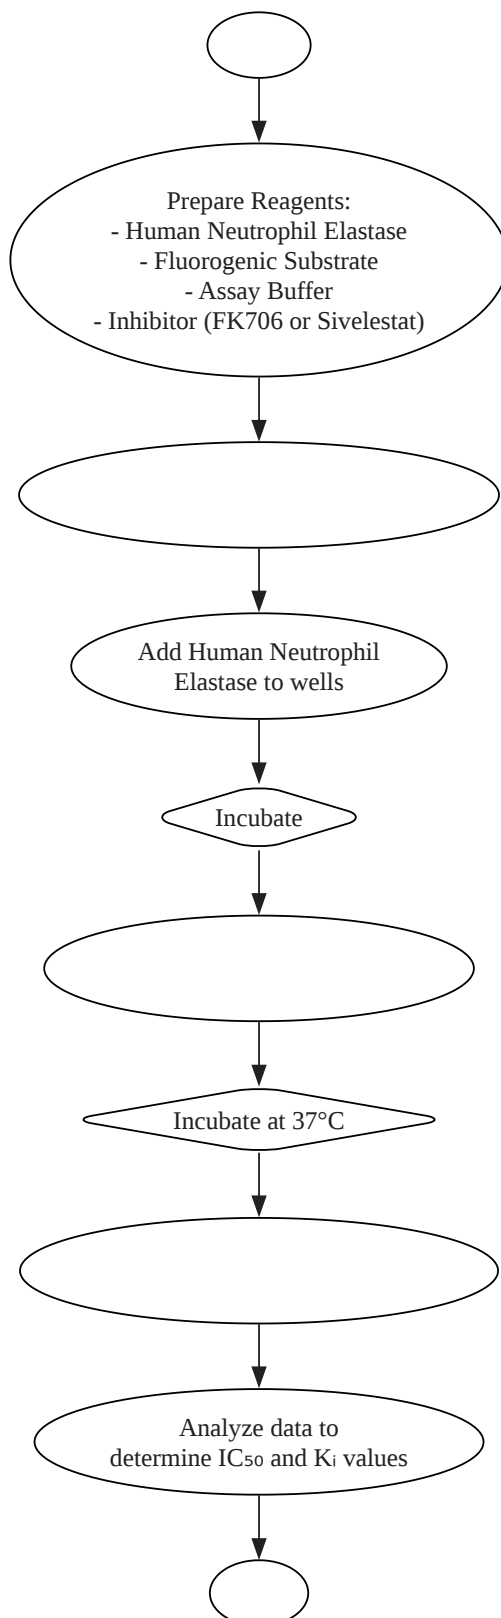 Prepare Reagents:
- Human Neutrophil Elastase
- Fluorogenic Substrate
- Assay Buffer
- Inhibitor (FK706 or Sivelestat)
Add Human Neutrophil
Elastase to wells
Incubate
Incubate at 37°C
Analyze data to
determine IC₅₀ and Kᵢ values